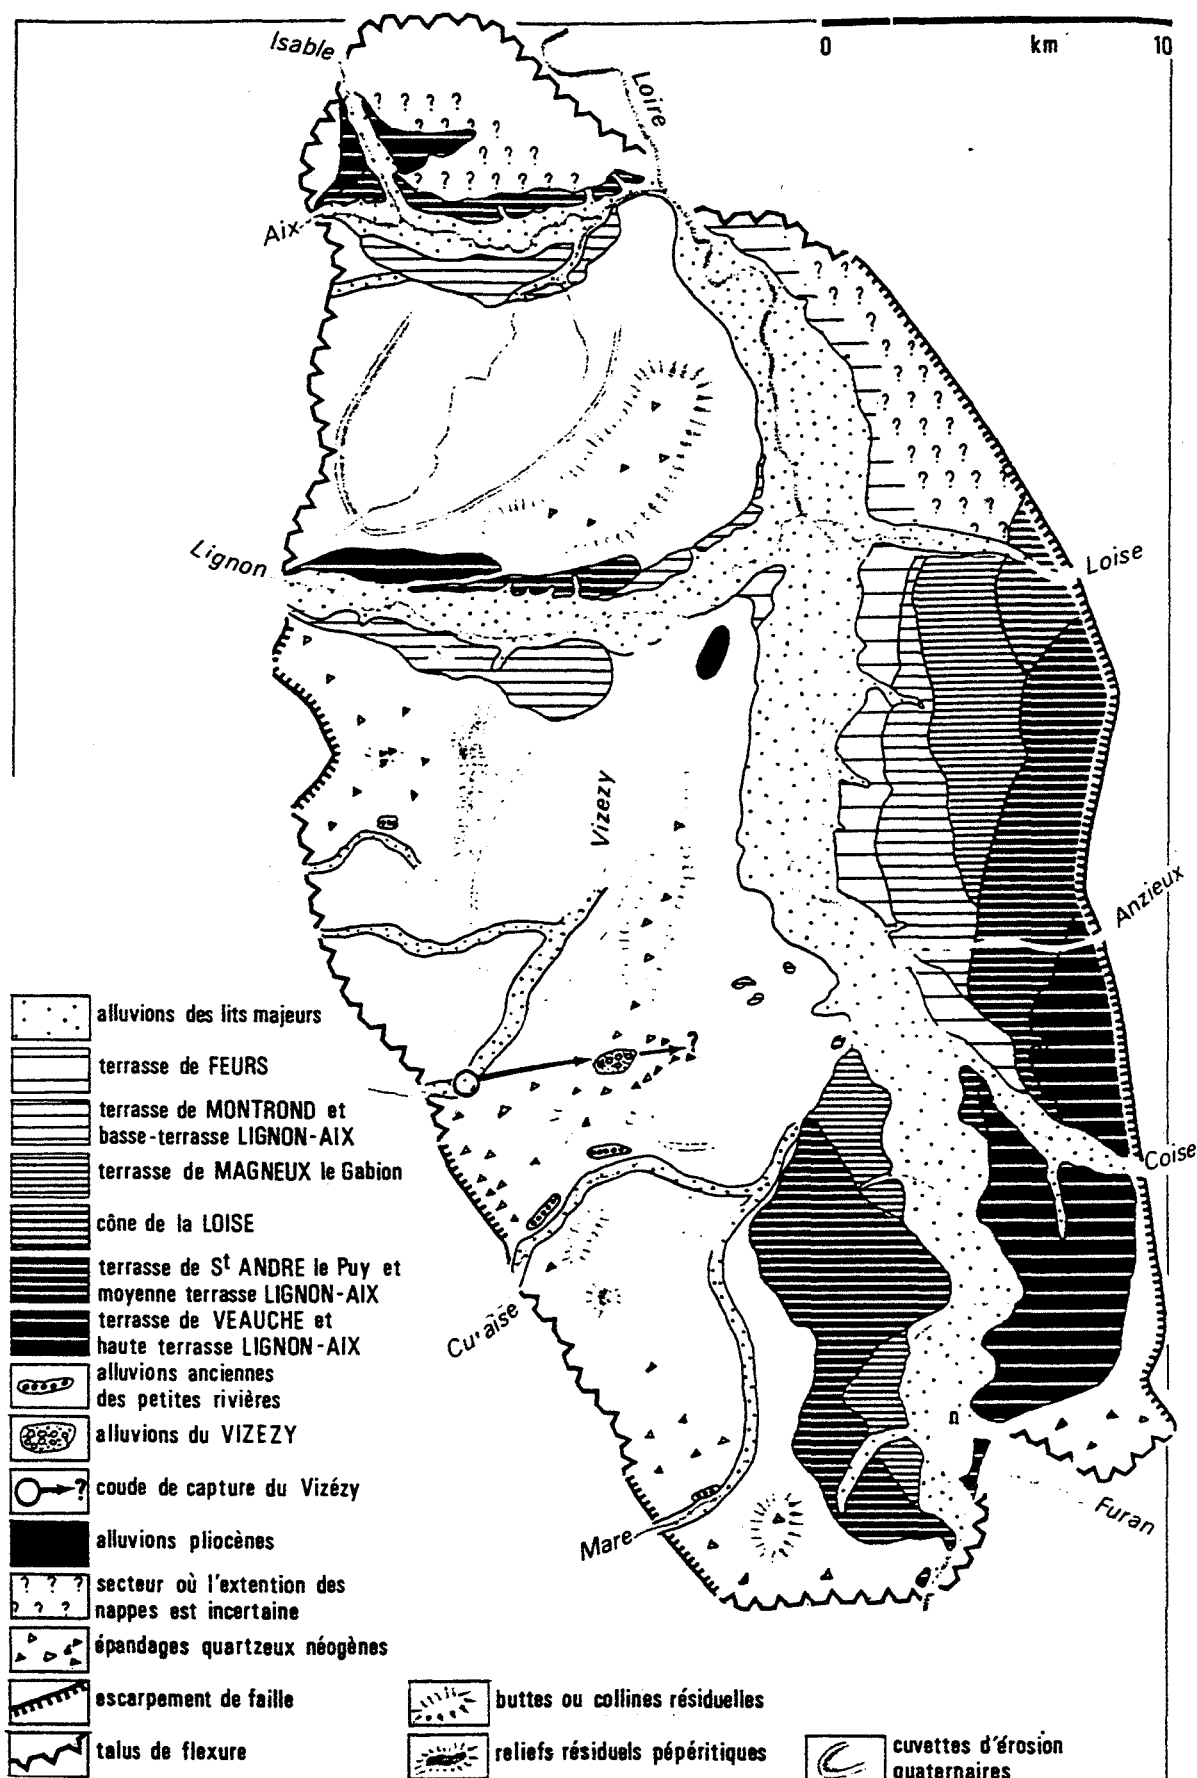 Isable
0 km 10
Loire
Aix
Lignon
Loise
Vizezy
Anzieux
Coise
Cu'aise
Furan
Mare
alluvions des lits majeurs
terrasse de FEURS
terrasse de MONTROND et
basse-terrasse LIGNON-AIX
terrasse de MAGNEUX le Gabion
cône de la LOISE
terrasse de St ANDRE le Puy et
moyenne terrasse LIGNON-AIX
terrasse de VEAUCHE et
haute terrasse LIGNON-AIX
alluvions anciennes
des petites rivières
alluvions du VIZEZY
coude de capture du Vizézy
alluvions pliocènes
secteur où l'extention des
nappes est incertaine
épandages quartzeux néogènes
escarpement de faille
talus de flexure
buttes ou collines résiduelles
reliefs résiduels pépéritiques
cuvettes d'érosion
quaternaires